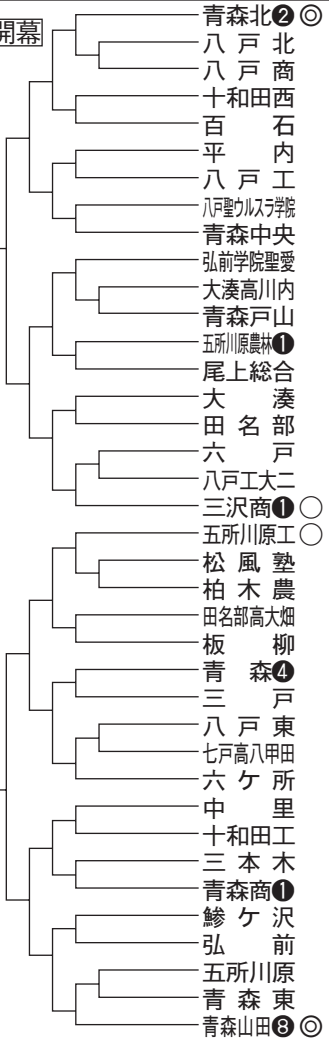 開幕
青森北❷◎
八戸北
八戸商
十和田西
百石
平内
八戸工
八戸聖ウルスラ学院
青森中央
弘前学院聖愛
大湊高川内
青森戸山
五所川原農林❶
尾上総合
大湊
田名部
六戸
八戸工大二
三沢商❶○
五所川原工○
松風塾
柏木農
田名部高大畑
板柳
青森❹
三戸
八戸東
七戸高八甲田
六ケ所
中里
十和田工
三本木
青森商❶
鰺ケ沢
弘前
五所川原
青森東
青森山田❽◎